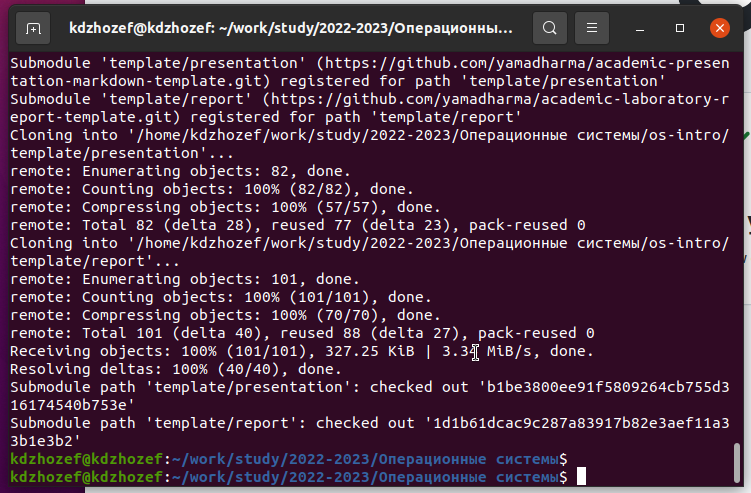 kdzhozef@kdzhozef: ~/work/study/2022-2023/Операционны...
Submodule 'template/presentation' (https://github.com/yamadharma/academic-presen
tation-markdown-template.git) registered for path 'template/presentation'
Submodule 'template/report' (https://github.com/yamadharma/academic-laboratory-r
eport-template.git) registered for path 'template/report'
Cloning into '/home/kdzhozef/work/study/2022-2023/Операционные системы/os-intro/
template/presentation'...
remote: Enumerating objects: 82, done.
remote: Counting objects: 100% (82/82), done.
remote: Compressing objects: 100% (57/57), done.
remote: Total 82 (delta 28), reused 77 (delta 23), pack-reused 0
Cloning into '/home/kdzhozef/work/study/2022-2023/Операционные системы/os-intro/
template/report'...
remote: Enumerating objects: 101, done.
remote: Counting objects: 100% (101/101), done.
remote: Compressing objects: 100% (70/70), done.
remote: Total 101 (delta 40), reused 88 (delta 27), pack-reused 0
Receiving objects: 100% (101/101), 327.25 KiB | 3.34 MiB/s, done.
Resolving deltas: 100% (40/40), done.
Submodule path 'template/presentation': checked out 'b1be3800ee91f5809264cb755d3
16174540b753e'
Submodule path 'template/report': checked out '1d1b61dcac9c287a83917b82e3aef11a3
3b1e3b2'
kdzhozef@kdzhozef:~/work/study/2022-2023/Операционные системы$
kdzhozef@kdzhozef:~/work/study/2022-2023/Операционные системы$